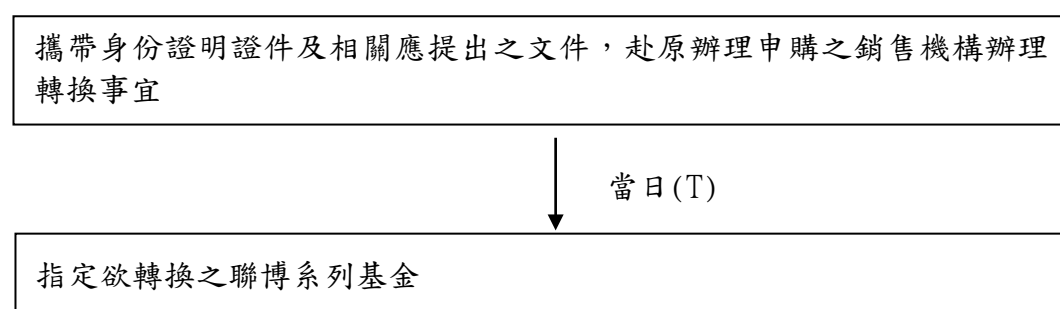 攜帶身份證明證件及相關應提出之文件，赴原辦理申購之銷售機構辦理
轉換事宜
當日(T)
指定欲轉換之聯博系列基金